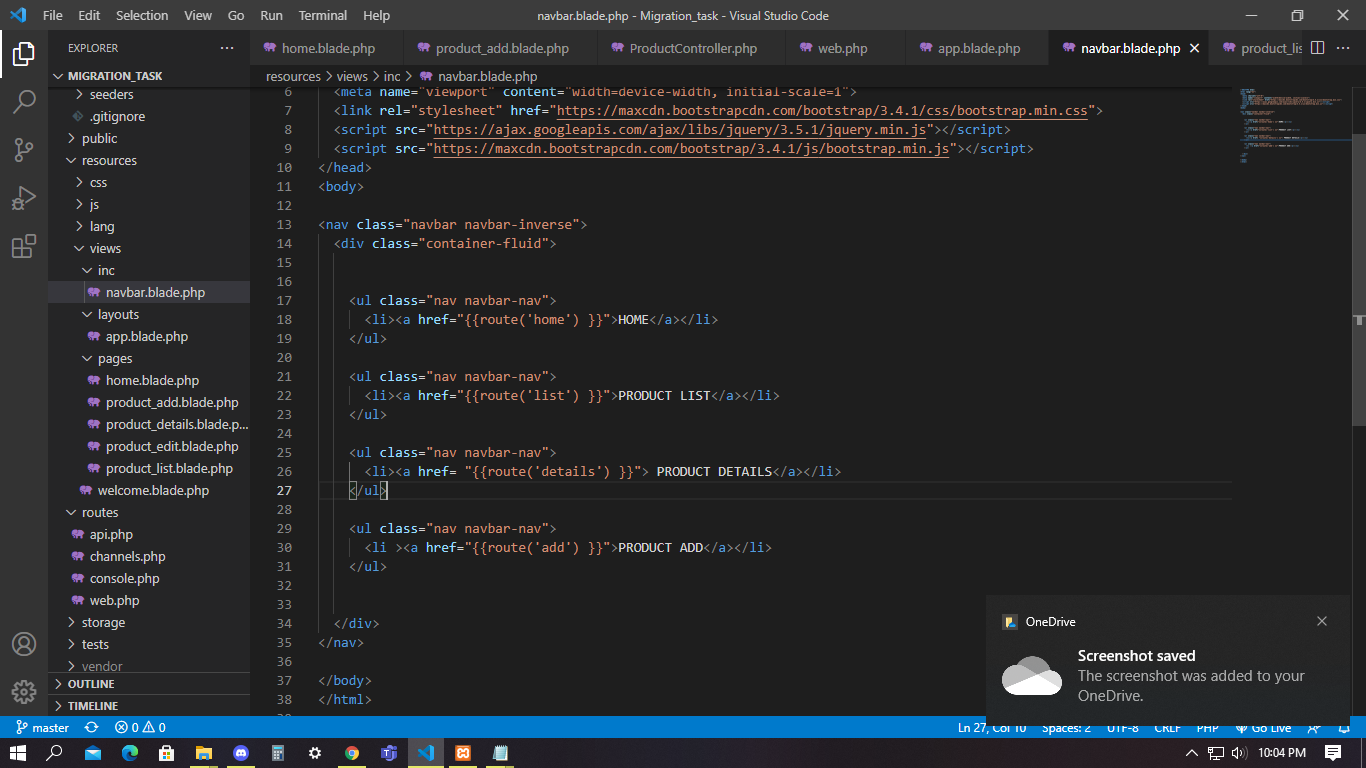 File Edit Selection View Go Run Terminal Help navbar.blade.php - Migration_task - Visual Studio Code
EXPLORER ··· home.blade.php product_add.blade.php ProductController.php web.php app.blade.php navbar.blade.php product_lis ···
MIGRATION_TASK
seeders
.gitignore
public
resources
css
js
lang
views
inc
navbar.blade.php
layouts
app.blade.php
pages
home.blade.php
product_add.blade.php
product_details.blade.p...
product_edit.blade.php
product_list.blade.php
welcome.blade.php
routes
api.php
channels.php
console.php
web.php
storage
tests
vendor
OUTLINE
TIMELINE
resources > views > inc > navbar.blade.php
6 <meta name="viewport" content="width=device-width, initial-scale=1">
7 <link rel="stylesheet" href="https://maxcdn.bootstrapcdn.com/bootstrap/3.4.1/css/bootstrap.min.css">
8 <script src="https://ajax.googleapis.com/ajax/libs/jquery/3.5.1/jquery.min.js"></script>
9 <script src="https://maxcdn.bootstrapcdn.com/bootstrap/3.4.1/js/bootstrap.min.js"></script>
10 </head>
11 <body>
12
13 <nav class="navbar navbar-inverse">
14 <div class="container-fluid">
15
16
17 <ul class="nav navbar-nav">
18 <li><a href="{{route('home') }}">HOME</a></li>
19 </ul>
20
21 <ul class="nav navbar-nav">
22 <li><a href="{{route('list') }}">PRODUCT LIST</a></li>
23 </ul>
24
25 <ul class="nav navbar-nav">
26 <li><a href= "{{route('details') }}"> PRODUCT DETAILS</a></li>
27 </ul>
28
29 <ul class="nav navbar-nav">
30 <li ><a href="{{route('add') }}">PRODUCT ADD</a></li>
31 </ul>
32
33
34 </div>
35 </nav>
36
37 </body>
38 </html>
OneDrive
Screenshot saved
The screenshot was added to your
OneDrive.
master 0 0 Ln 27, Col 10 Spaces: 2 UTF-8 CRLF PHP Go Live
10:04 PM